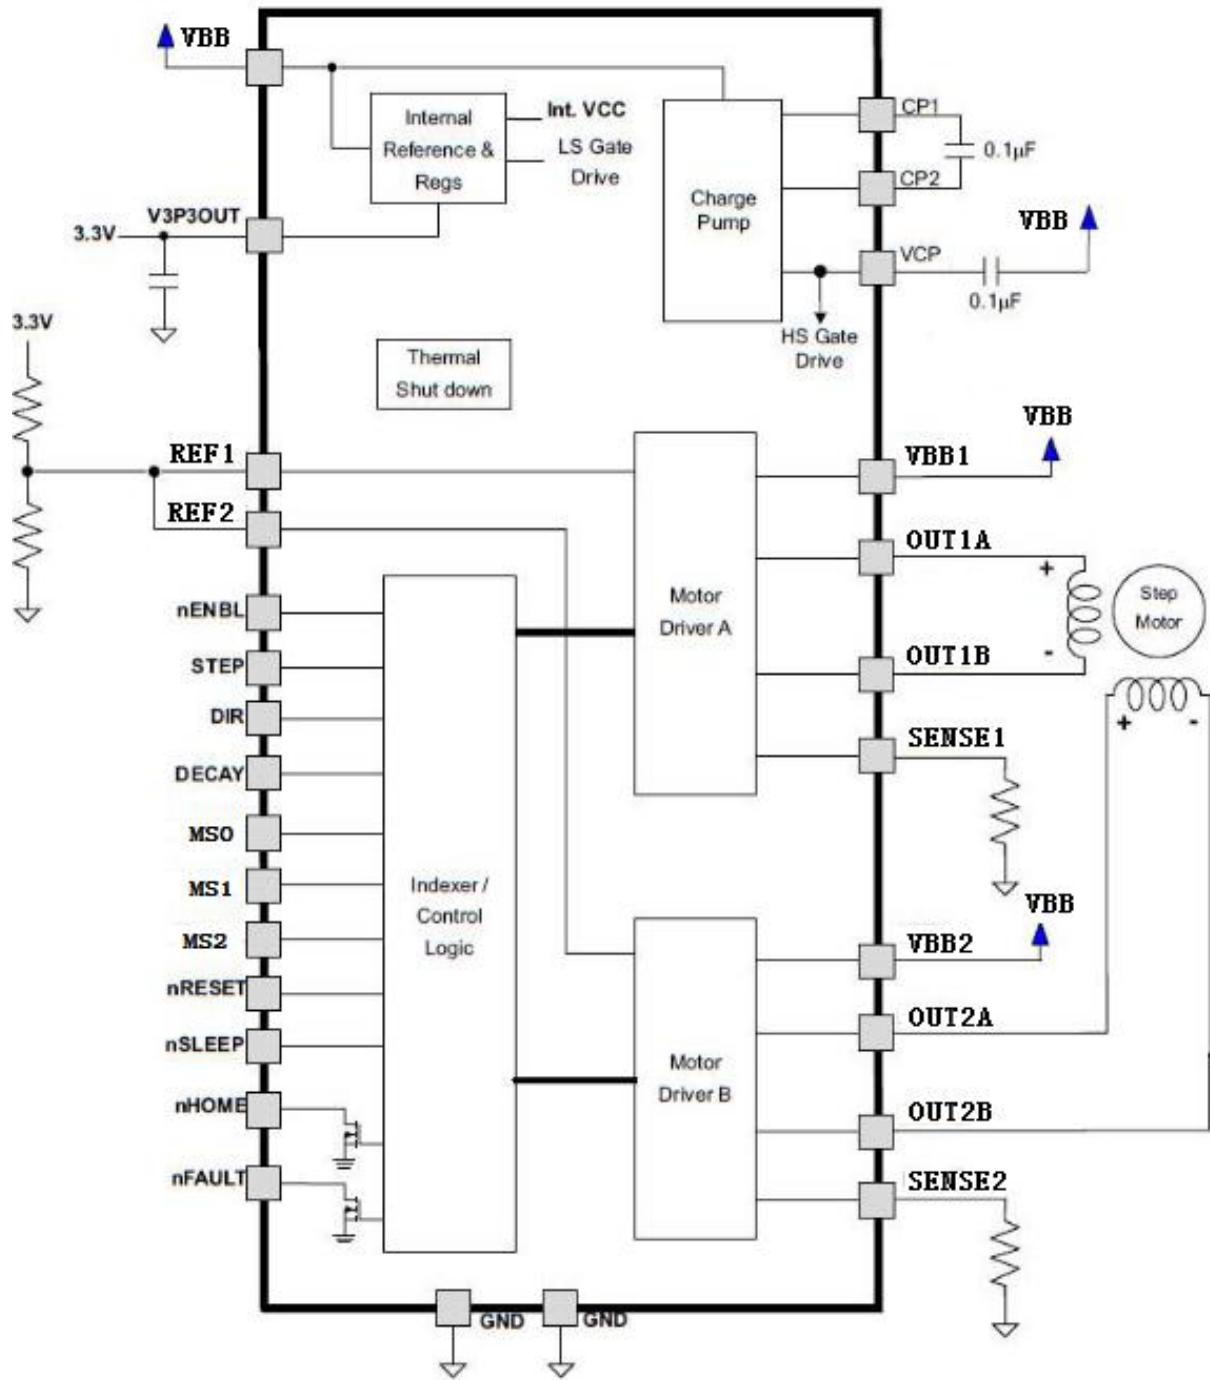 VBB
Internal
Reference &
Regs
Int. VCC
LS Gate
Drive
V3P3OUT
3.3V
Charge
Pump
CP1
0.1µF
CP2
VBB
VCP
0.1µF
HS Gate
Drive
3.3V
Thermal
Shut down
REF1
REF2
nENBL
STEP
DIR
DECAY
MS0
MS1
MS2
nRESET
nSLEEP
nHOME
nFAULT
Indexer /
Control
Logic
Motor
Driver A
VBB
VBB1
OUT1A
+
-
Step
Motor
OUT1B
+
-
SENSE1
VBB
VBB2
OUT2A
Motor
Driver B
OUT2B
SENSE2
GND
GND